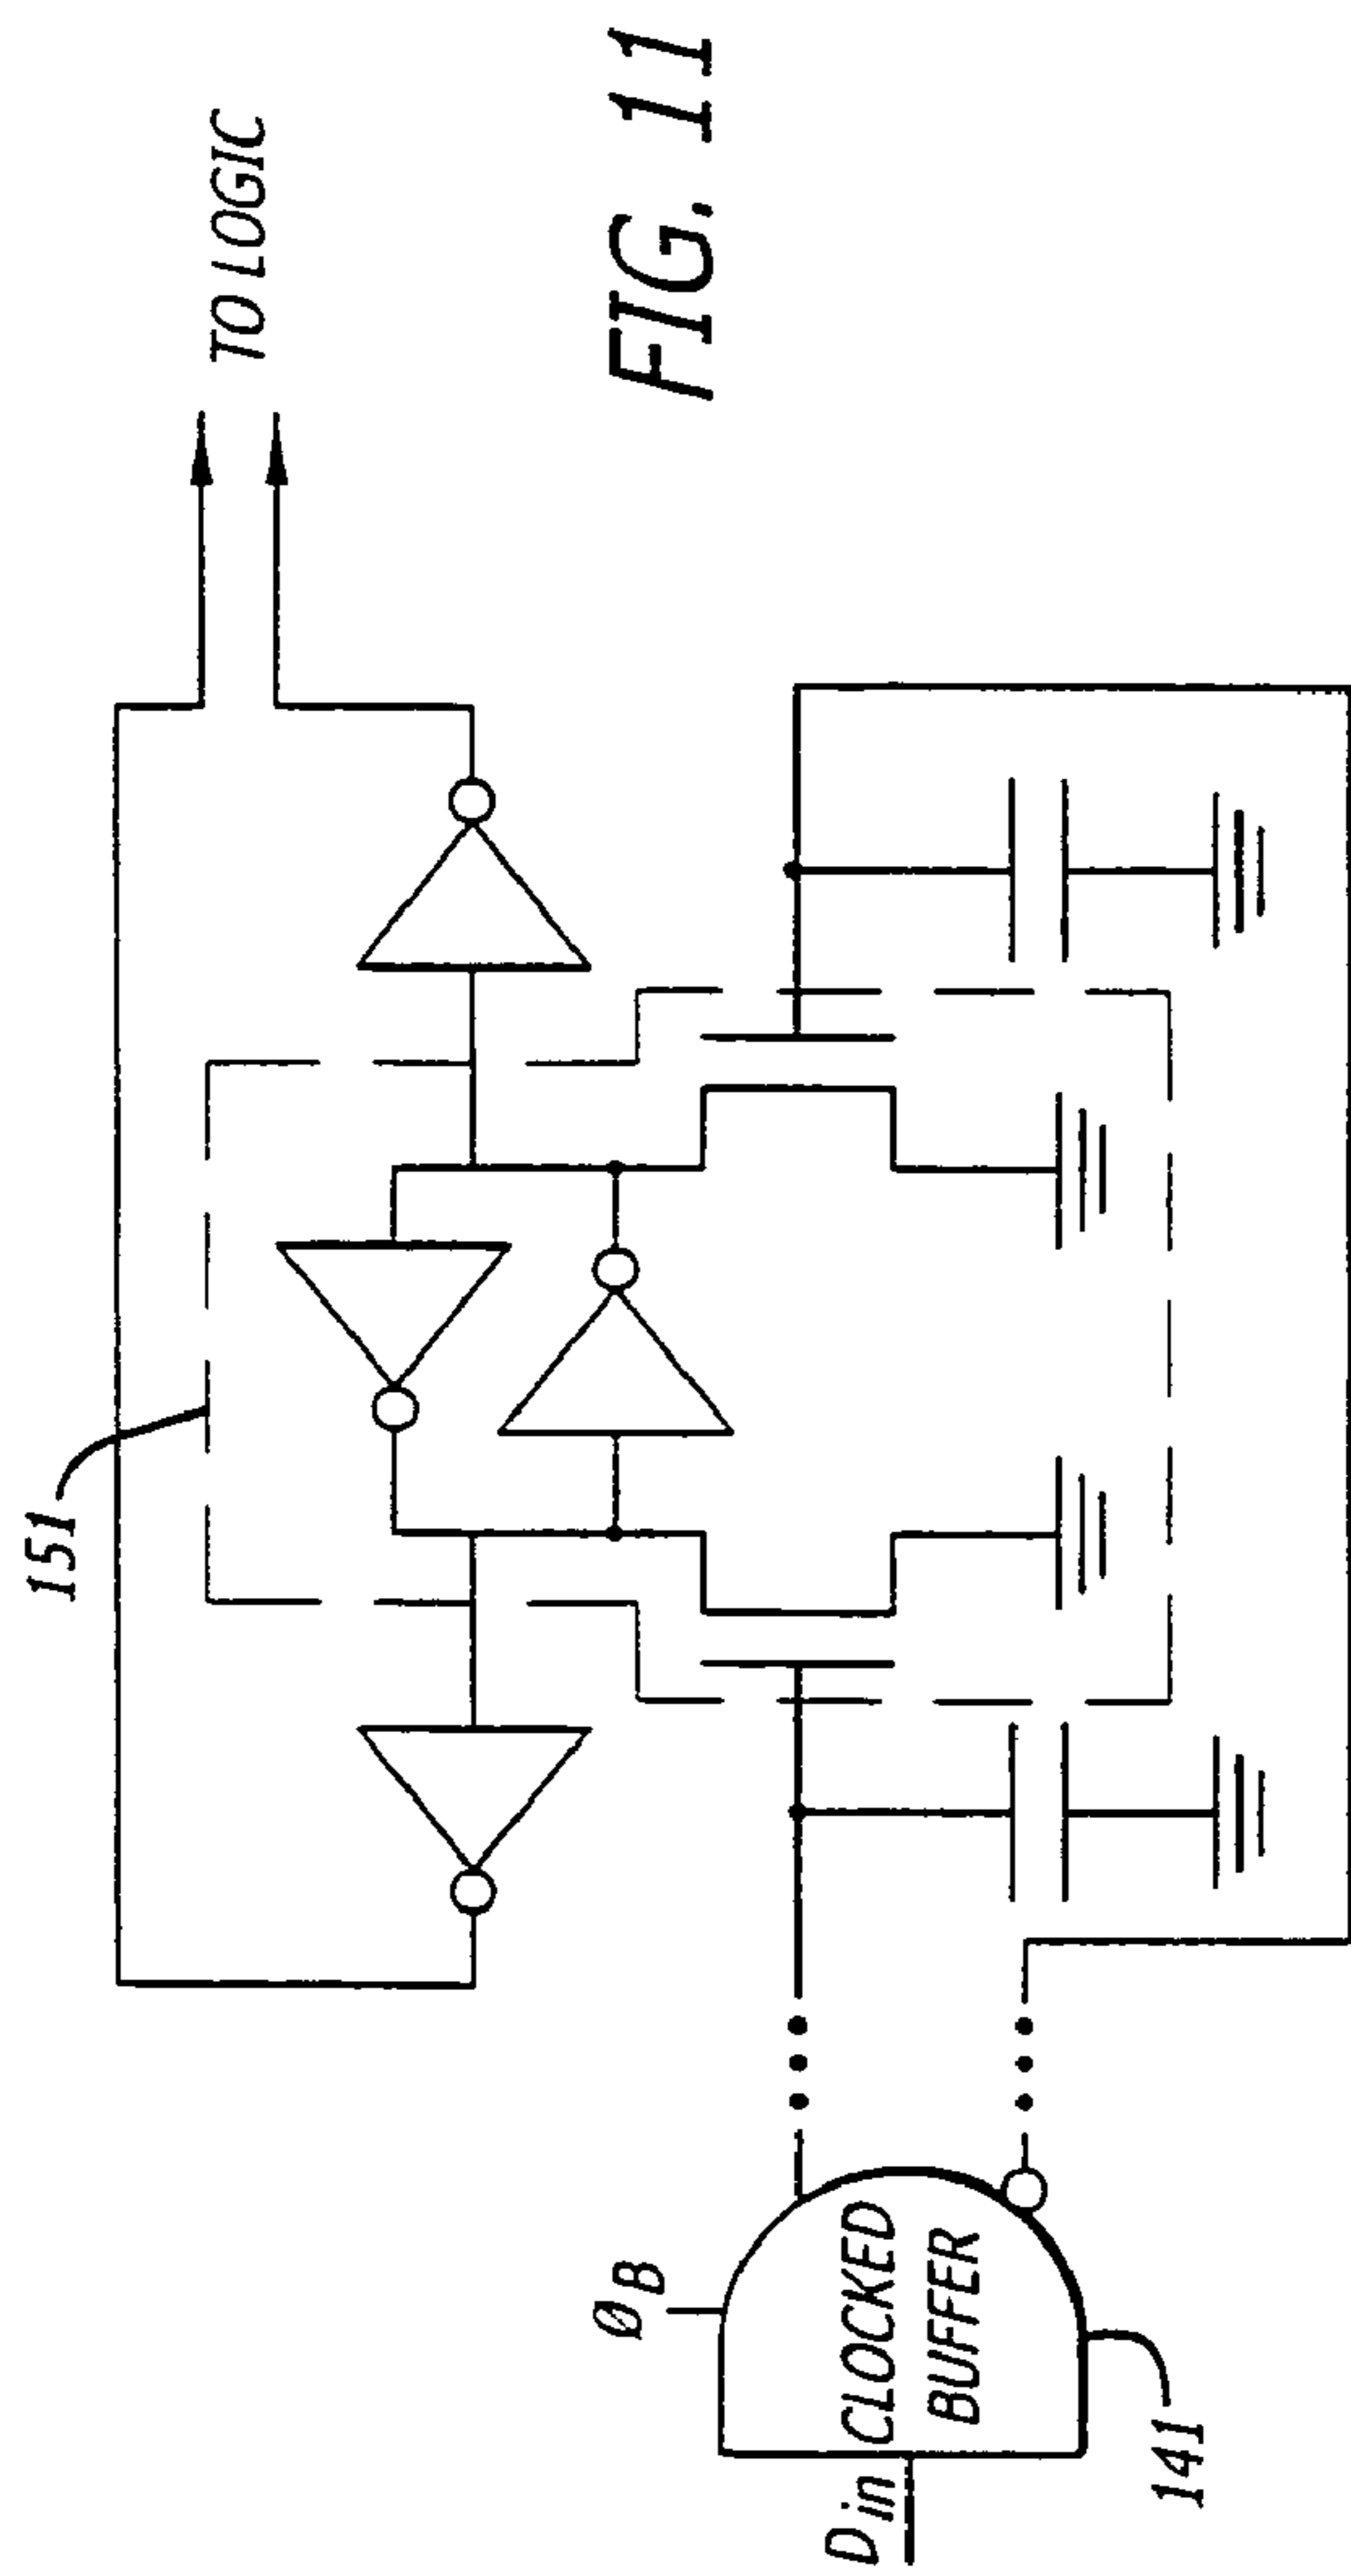 151
TO LOGIC
FIG. 11
ØB
Din
CLOCKED
BUFFER
141